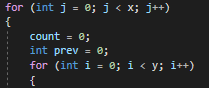 for (int j = 0; j < x; j++)
{
    count = 0;
    int prev = 0;
    for (int i = 0; i < y; i++)
    {